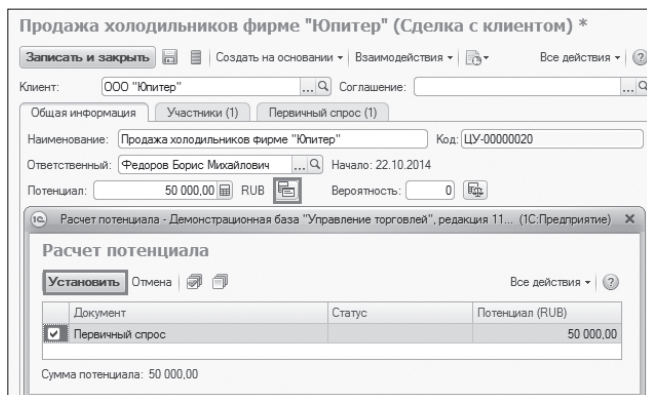 Продажа холодильников фирме "Юпитер" (Сделка с клиентом) *
Записать и закрыть Создать на основании Взаимодействия Все действия ?
Клиент: ООО "Юпитер" ... Соглашение: ...
Общая информация Участники (1) Первичный спрос (1)
Наименование: Продажа холодильников фирме "Юпитер" Код: ЦУ-00000020
Ответственный: Федоров Борис Михайлович ... Начало: 22.10.2014
Потенциал: 50 000,00 RUB Вероятность: 0
1С Расчет потенциала - Демонстрационная база "Управление торговлей", редакция 11... (1С:Предприятие)
Расчет потенциала
Установить Отмена Все действия ?
Документ Статус Потенциал (RUB)
Первичный спрос 50 000,00
Сумма потенциала: 50 000,00